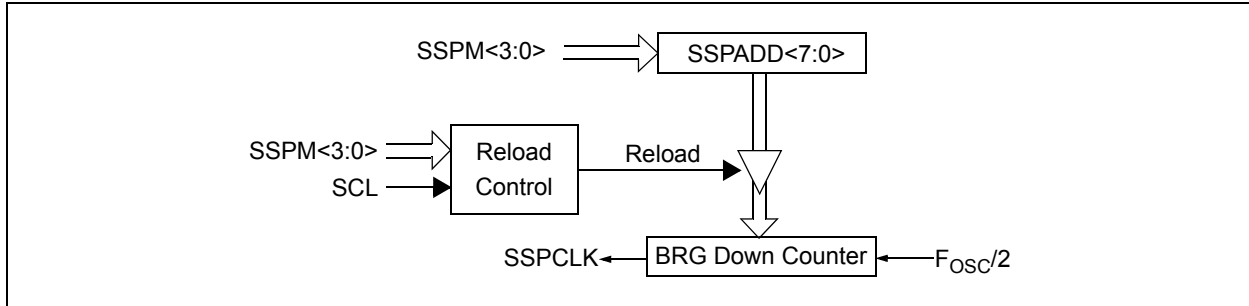 SSPM<3:0>
SSPADD<7:0>
SSPM<3:0>
SCL
Reload
Control
Reload
SSPCLK
BRG Down Counter
FOSC/2